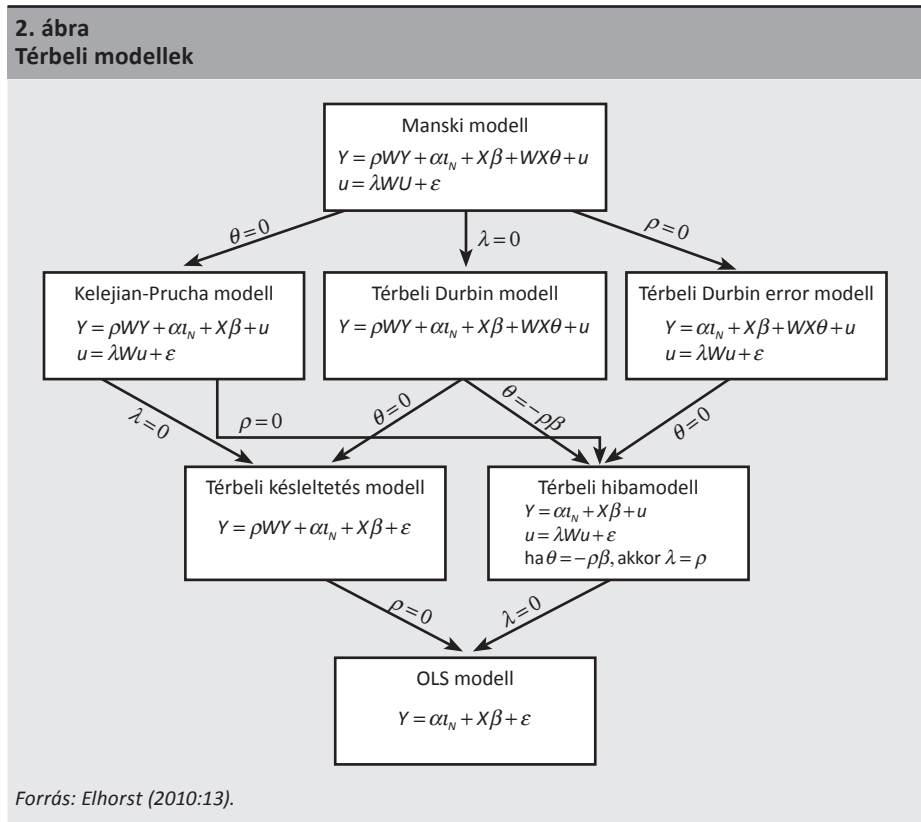 2. ábra
Térbeli modellek
Manski modell
Y = ρWY + αι_N + Xβ + WXθ + u
u = λWU + ε
θ = 0
λ = 0
ρ = 0
Kelejian-Prucha modell
Y = ρWY + αι_N + Xβ + u
u = λWu + ε
Térbeli Durbin modell
Y = ρWY + αι_N + Xβ + WXθ + u
Térbeli Durbin error modell
Y = αι_N + Xβ + WXθ + u
u = λWu + ε
λ = 0
ρ = 0
θ = 0
θ = −ρβ
θ = 0
Térbeli késleltetés modell
Y = ρWY + αι_N + Xβ + ε
Térbeli hibamodell
Y = αι_N + Xβ + u
u = λWu + ε
ha θ = −ρβ, akkor λ = ρ
ρ = 0
λ = 0
OLS modell
Y = αι_N + Xβ + ε
Forrás: Elhorst (2010:13).